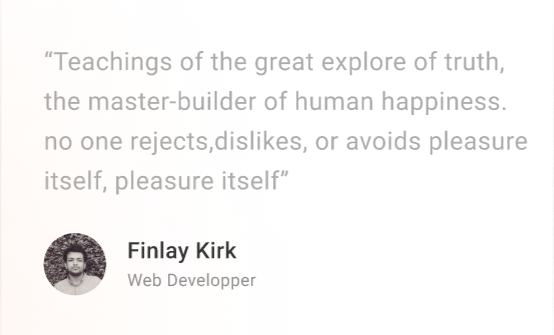 “Teachings of the great explore of truth,
the master-builder of human happiness.
no one rejects,dislikes, or avoids pleasure
itself, pleasure itself”
Finlay Kirk
Web Developper